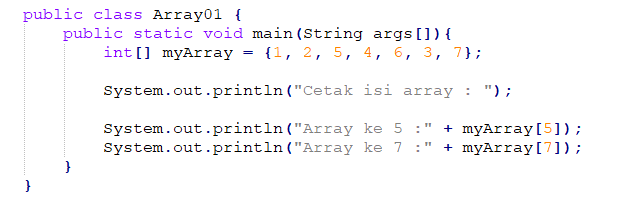 public class Array01 {
    public static void main(String args[]){
        int[] myArray = {1, 2, 5, 4, 6, 3, 7};
        System.out.println("Cetak isi array : ");
        System.out.println("Array ke 5 :" + myArray[5]);
        System.out.println("Array ke 7 :" + myArray[7]);
    }
}